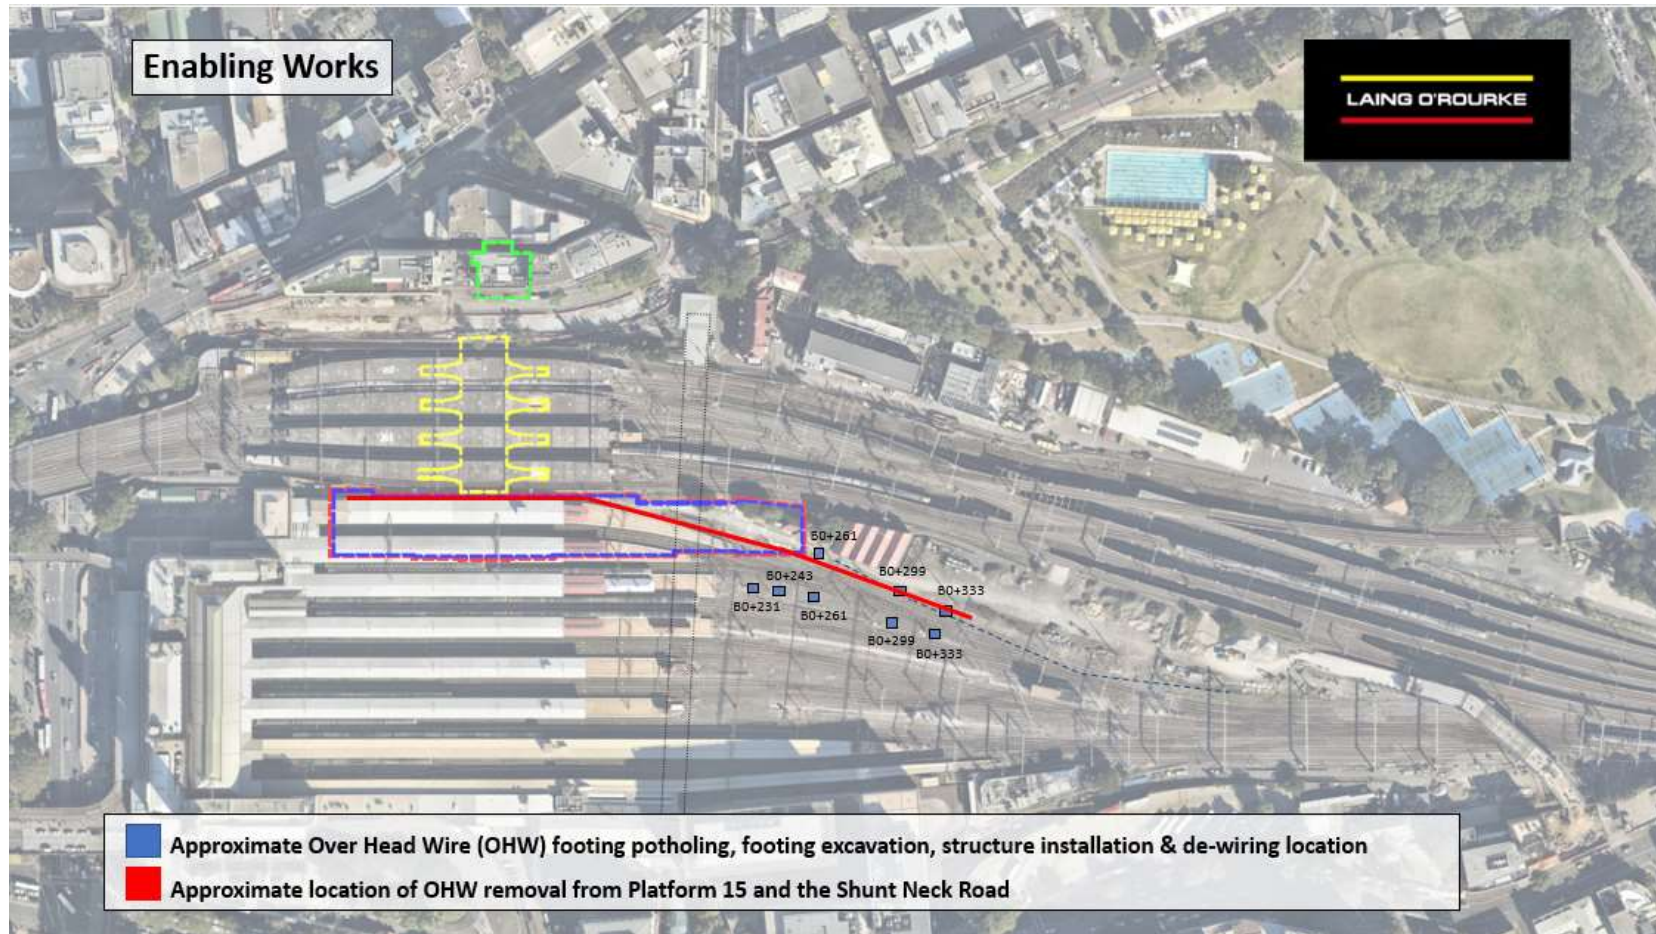 Enabling Works
LAING O'ROURKE
B0+261
B0+299
B0+243
B0+333
B0+231
B0+261
B0+299
B0+333
Approximate Over Head Wire (OHW) footing potholing, footing excavation, structure installation & de-wiring location
Approximate location of OHW removal from Platform 15 and the Shunt Neck Road